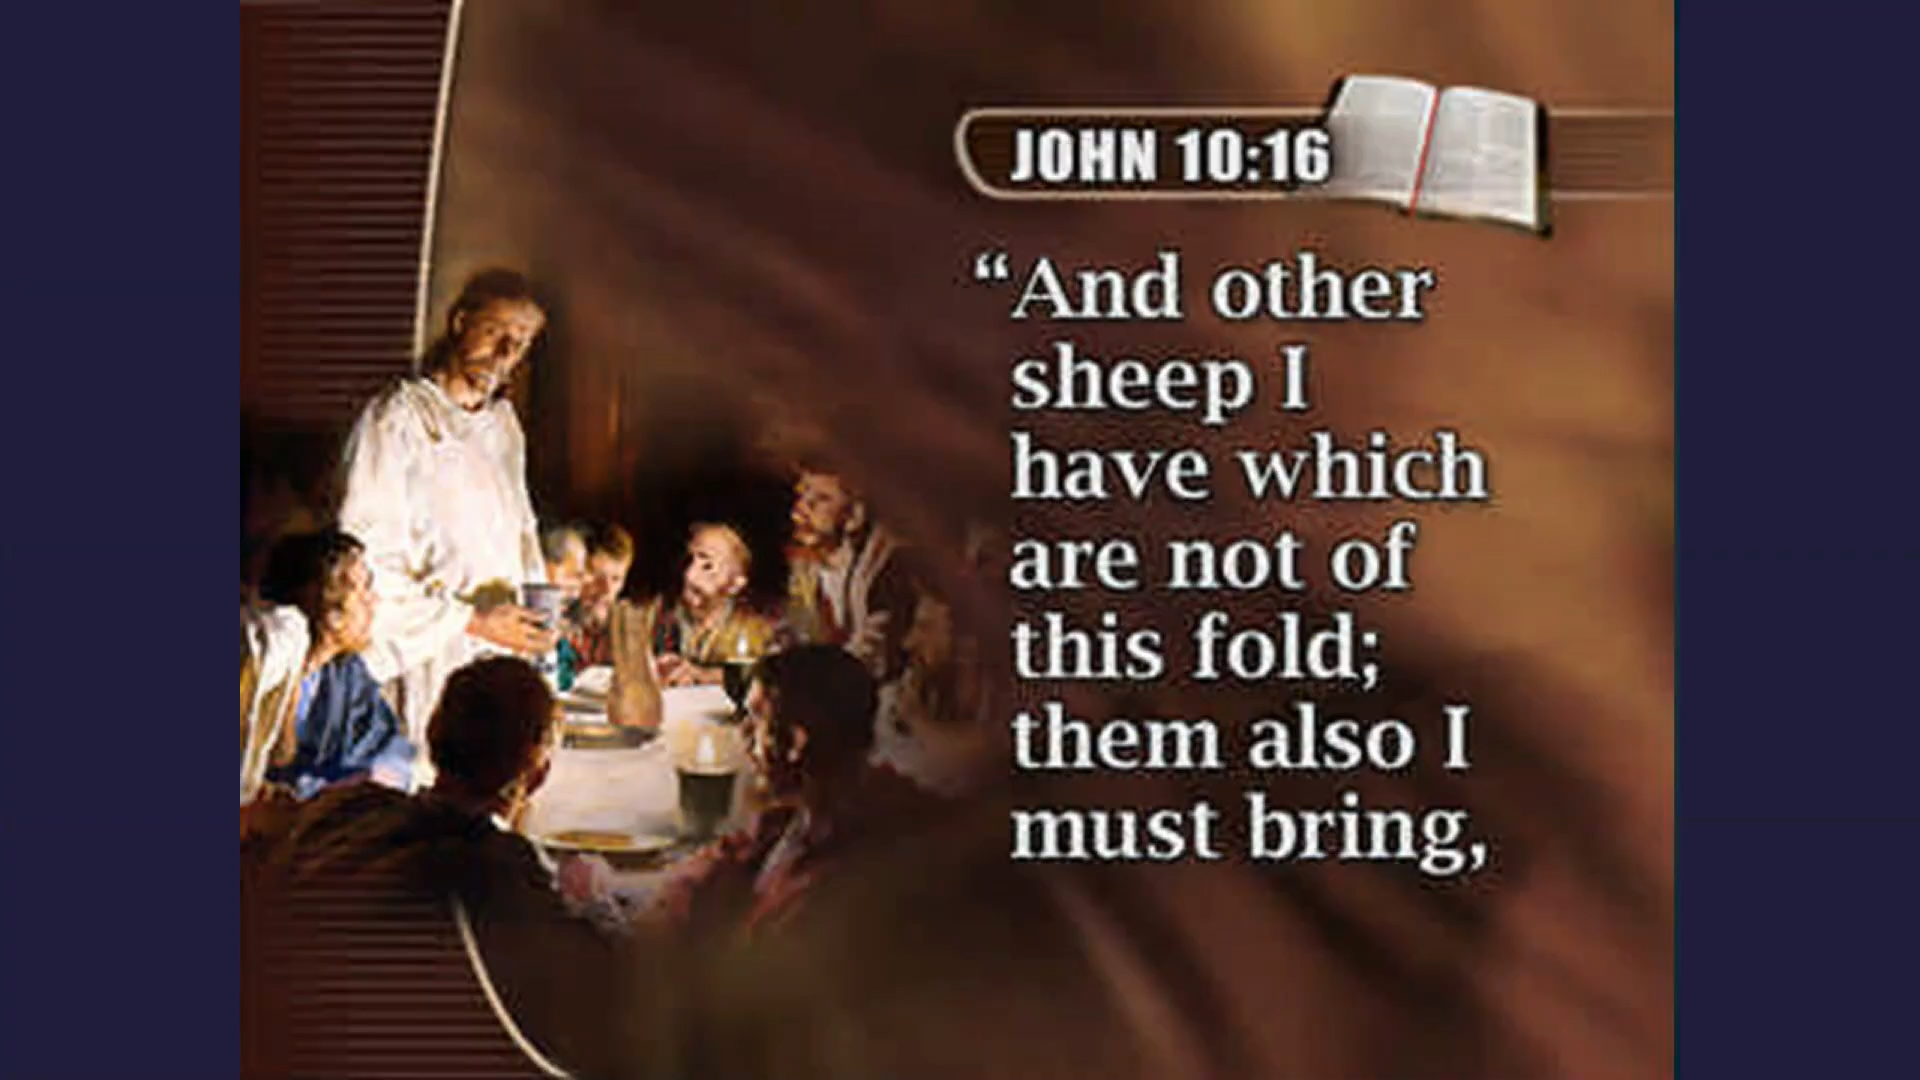 JOHN 10:16
“And other
sheep I
have which
are not of
this fold;
them also I
must bring,